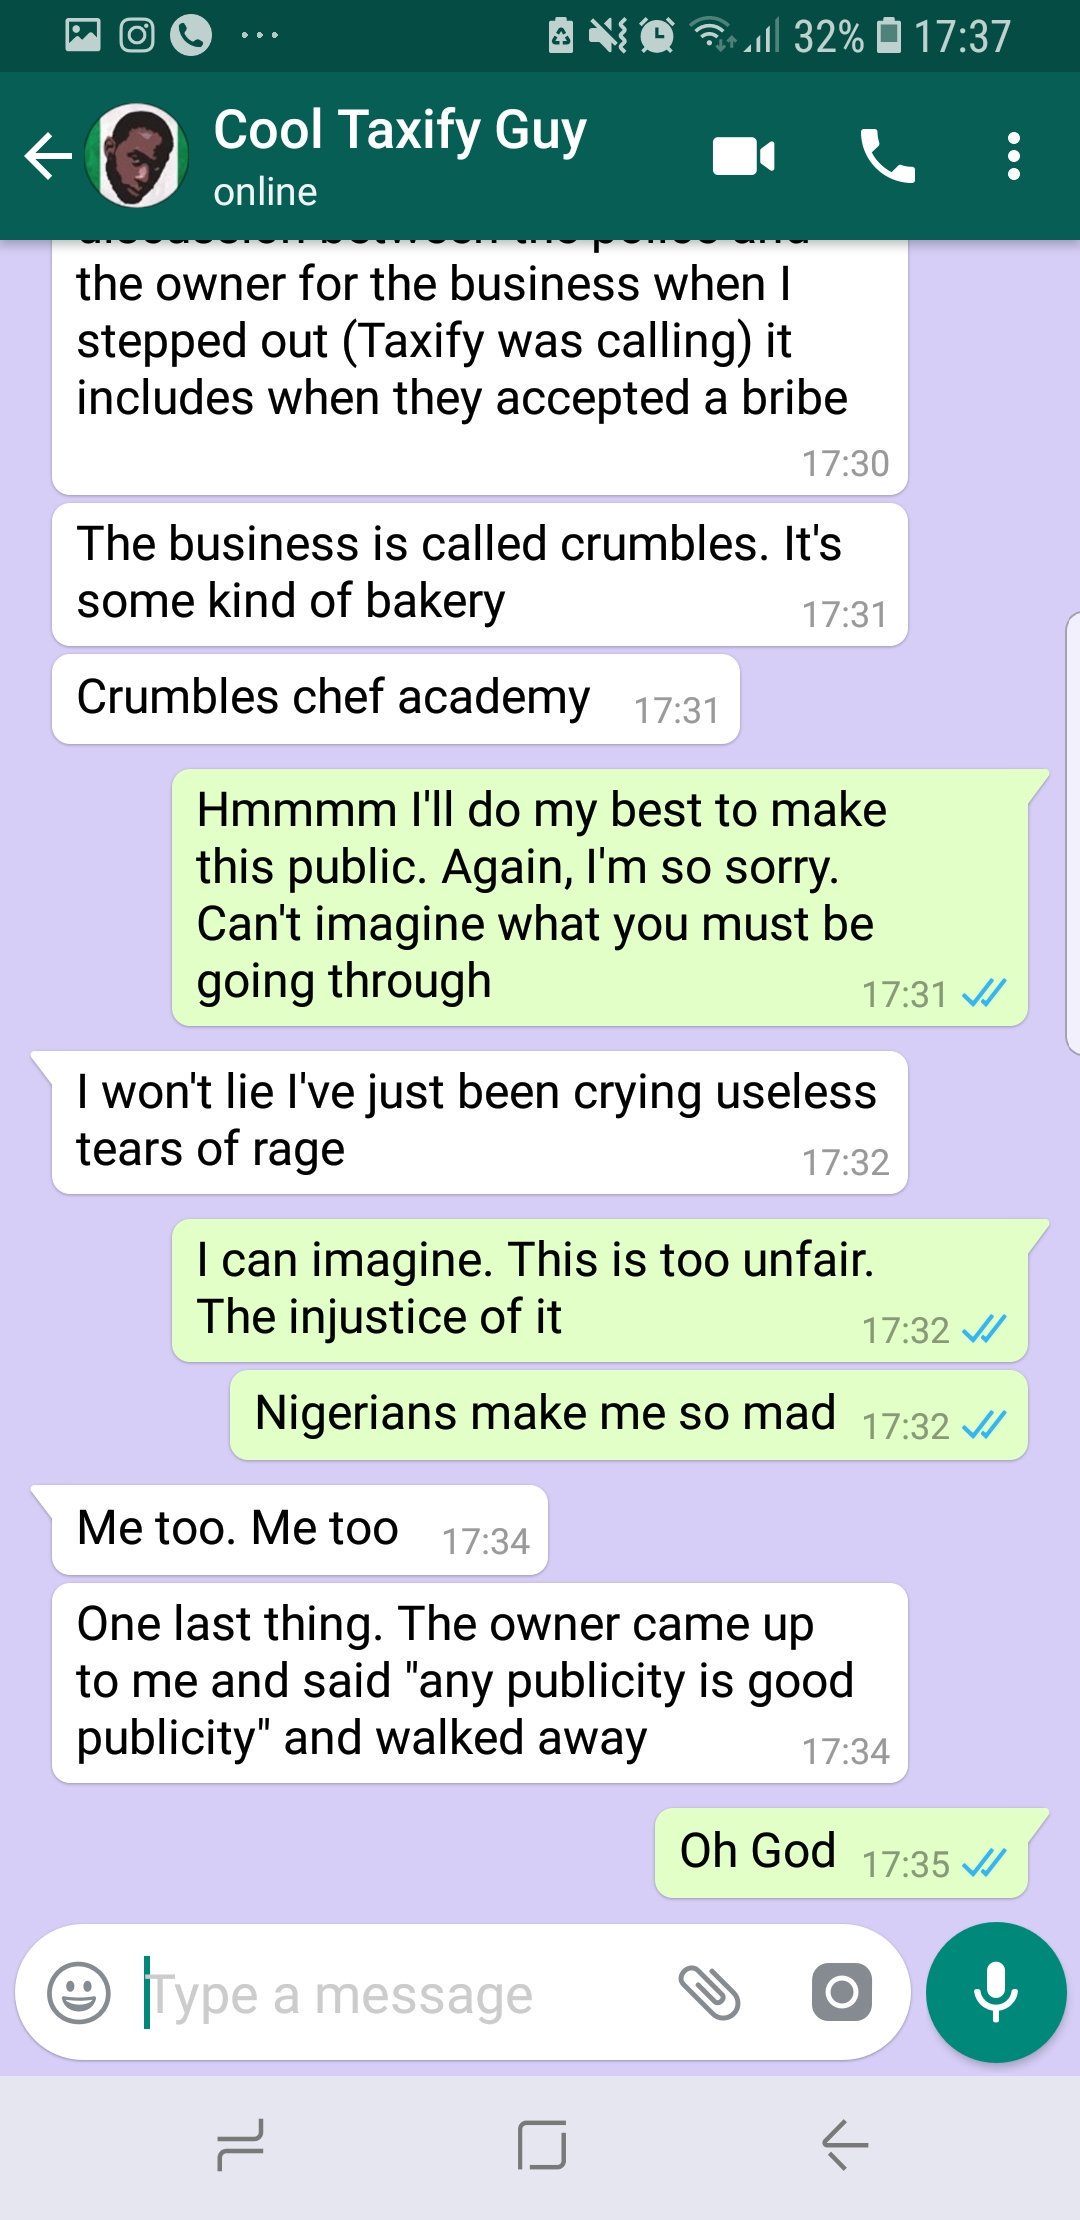 32% 17:37
Cool Taxify Guy
online
discussion between the police and
the owner for the business when I
stepped out (Taxify was calling) it
includes when they accepted a bribe
17:30
The business is called crumbles. It's
some kind of bakery 17:31
Crumbles chef academy 17:31
Hmmmm I'll do my best to make
this public. Again, I'm so sorry.
Can't imagine what you must be
going through 17:31
I won't lie I've just been crying useless
tears of rage 17:32
I can imagine. This is too unfair.
The injustice of it 17:32
Nigerians make me so mad 17:32
Me too. Me too 17:34
One last thing. The owner came up
to me and said "any publicity is good
publicity" and walked away 17:34
Oh God 17:35
Type a message